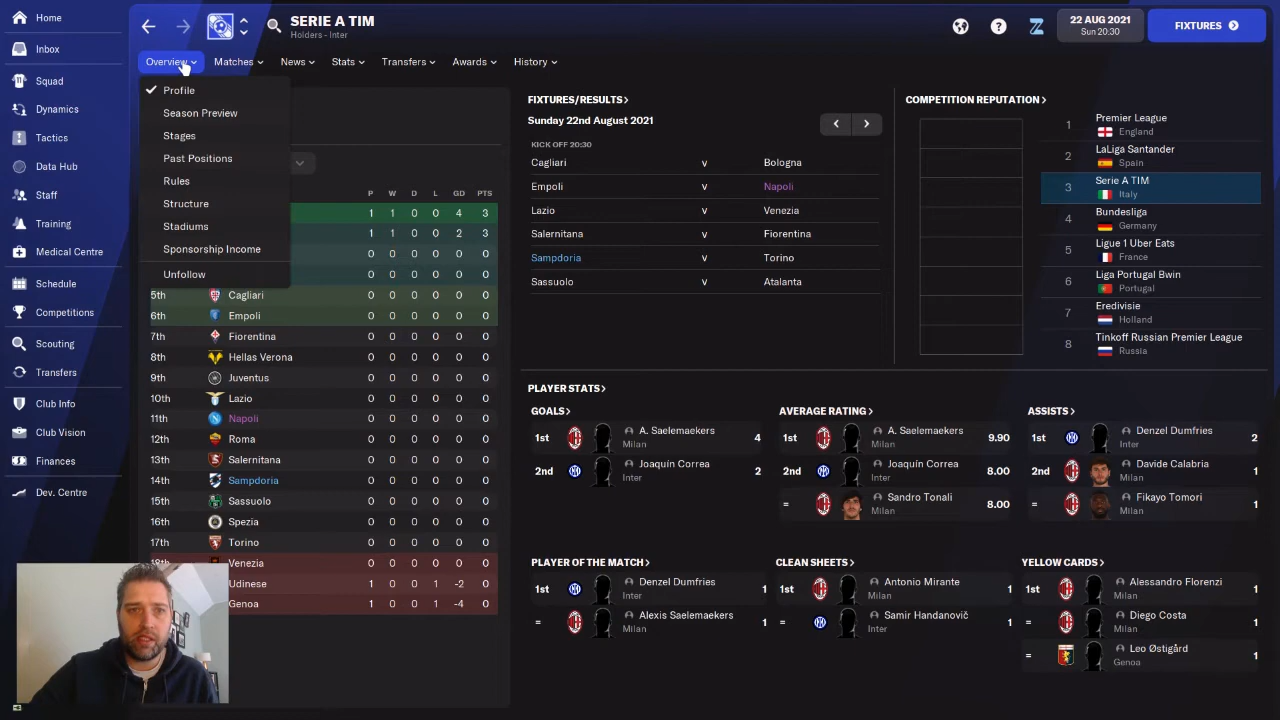 Home
Inbox
Squad
Dynamics
Tactics
Data Hub
Staff
Training
Medical Centre
Schedule
Competitions
Scouting
Transfers
Club Info
Club Vision
Finances
Dev. Centre
SERIE A TIM
Holders - Inter
22 AUG 2021
Sun 20:30
FIXTURES
Overview
Matches
News
Stats
Transfers
Awards
History
Profile
Season Preview
Stages
Past Positions
Rules
Structure
Stadiums
Sponsorship Income
Unfollow
P W D L GD PTS
1 1 0 0 4 3
1 1 0 0 2 3
0 0 0 0 0 0
0 0 0 0 0 0
5th Cagliari 0 0 0 0 0 0
6th Empoli 0 0 0 0 0 0
7th Fiorentina 0 0 0 0 0 0
8th Hellas Verona 0 0 0 0 0 0
9th Juventus 0 0 0 0 0 0
10th Lazio 0 0 0 0 0 0
11th Napoli 0 0 0 0 0 0
12th Roma 0 0 0 0 0 0
13th Salernitana 0 0 0 0 0 0
14th Sampdoria 0 0 0 0 0 0
15th Sassuolo 0 0 0 0 0 0
16th Spezia 0 0 0 0 0 0
17th Torino 0 0 0 0 0 0
18th Venezia 0 0 0 0 0 0
Udinese 1 0 0 1 -2 0
Genoa 1 0 0 1 -4 0
FIXTURES/RESULTS
Sunday 22nd August 2021
KICK OFF 20:30
Cagliari v Bologna
Empoli v Napoli
Lazio v Venezia
Salernitana v Fiorentina
Sampdoria v Torino
Sassuolo v Atalanta
COMPETITION REPUTATION
1 Premier League
England
2 LaLiga Santander
Spain
3 Serie A TIM
Italy
4 Bundesliga
Germany
5 Ligue 1 Uber Eats
France
6 Liga Portugal Bwin
Portugal
7 Eredivisie
Holland
8 Tinkoff Russian Premier League
Russia
PLAYER STATS
GOALS
1st A. Saelemaekers 4
Milan
2nd Joaquín Correa 2
Inter
AVERAGE RATING
1st A. Saelemaekers 9.90
Milan
2nd Joaquín Correa 8.00
Inter
= Sandro Tonali 8.00
Milan
ASSISTS
1st Denzel Dumfries 2
Inter
2nd Davide Calabria 1
Milan
= Fikayo Tomori 1
Milan
PLAYER OF THE MATCH
1st Denzel Dumfries 1
Inter
= Alexis Saelemaekers 1
Milan
CLEAN SHEETS
1st Antonio Mirante 1
Milan
= Samir Handanovič 1
Inter
YELLOW CARDS
1st Alessandro Florenzi 1
Milan
= Diego Costa 1
Milan
= Leo Østigård 1
Genoa